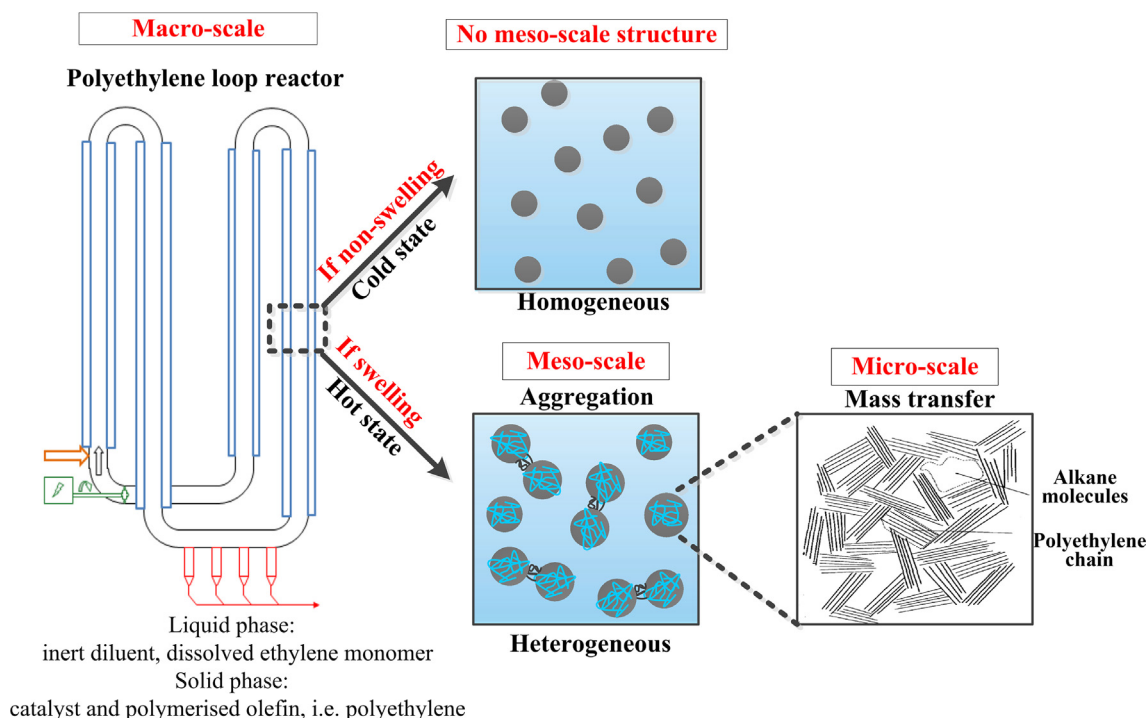 Macro-scale
Polyethylene loop reactor
No meso-scale structure
If non-swelling
Cold state
Homogeneous
If swelling
Hot state
Meso-scale
Aggregation
Heterogeneous
Micro-scale
Mass transfer
Alkane
molecules
Polyethylene
chain
Liquid phase:
inert diluent, dissolved ethylene monomer
Solid phase:
catalyst and polymerised olefin, i.e. polyethylene